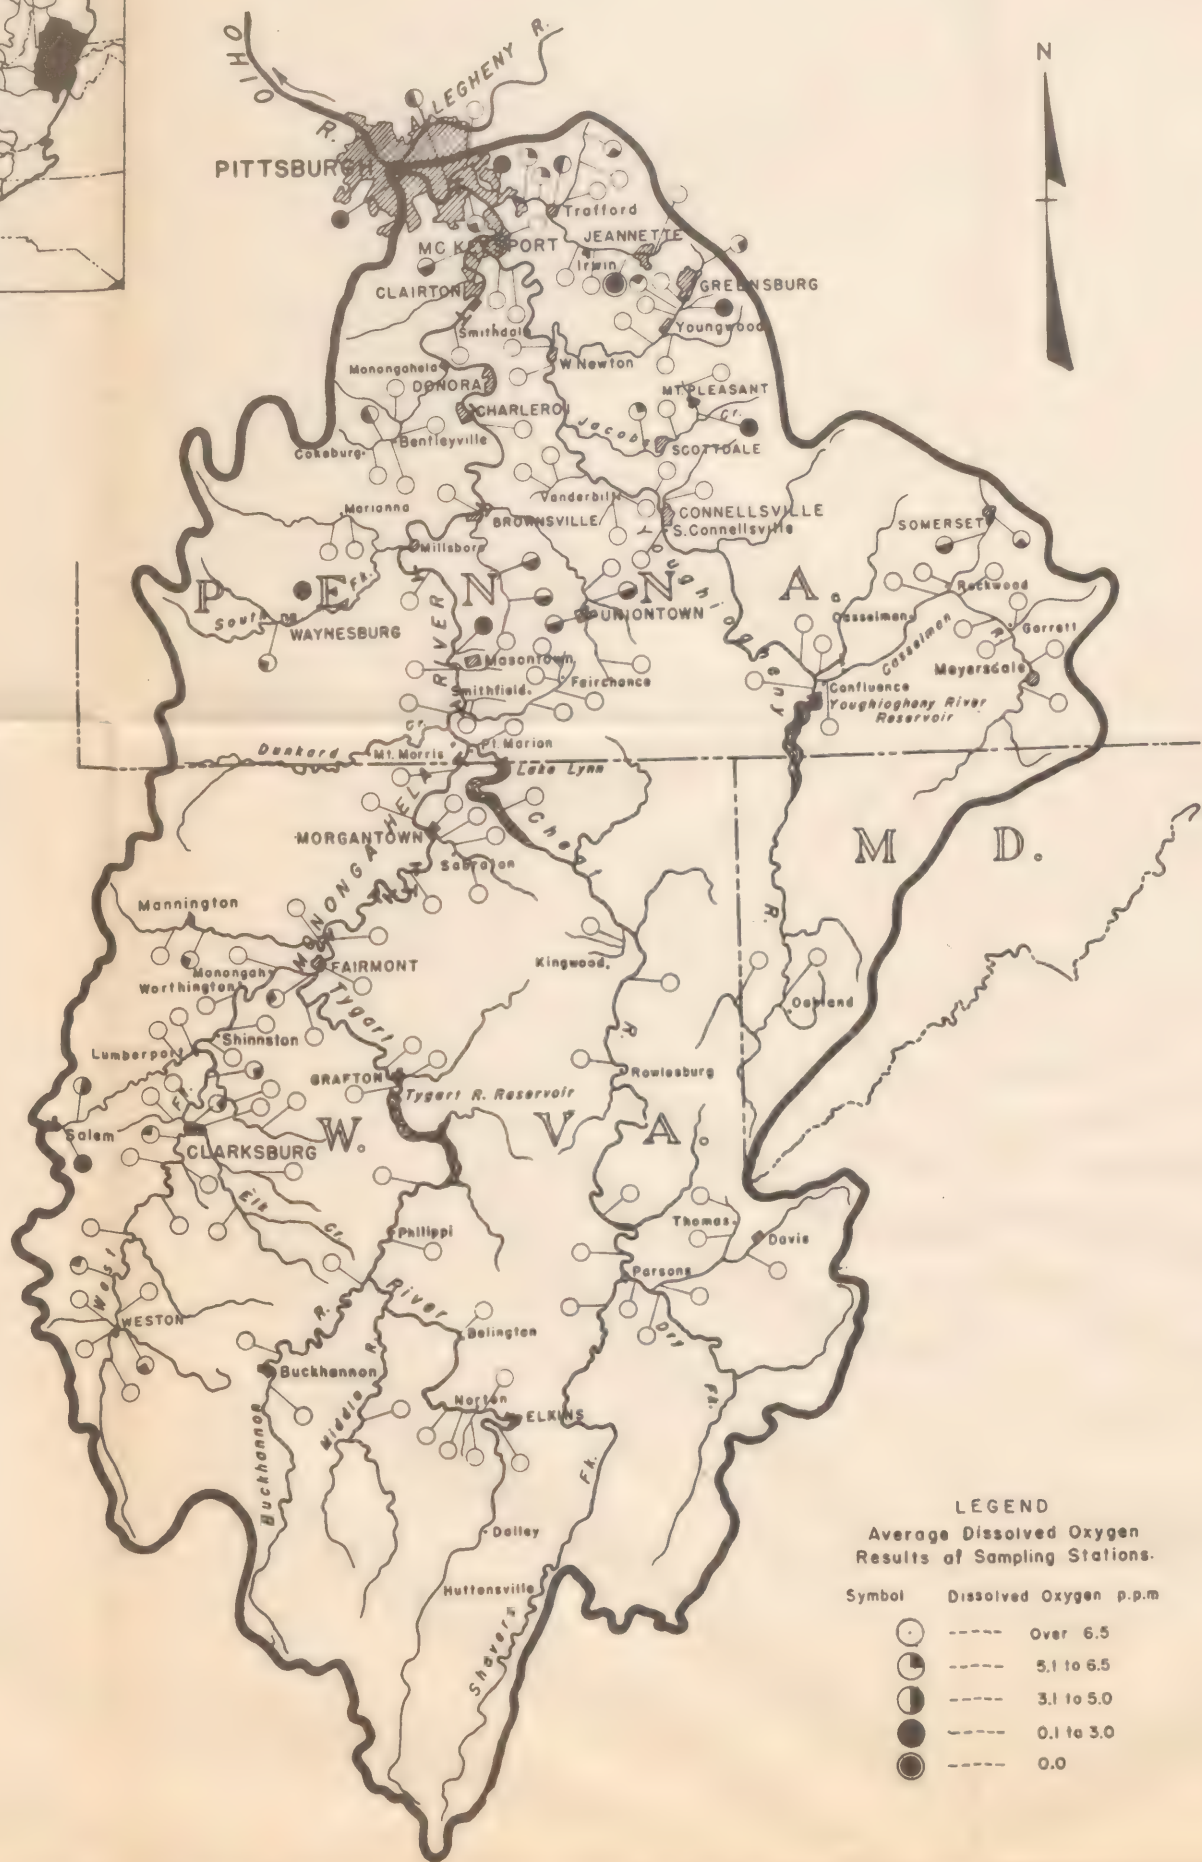 OHIO R.
ALLEGHENY R.
N
PITTSBURGH
Trafford
JEANNETTE
MC KEESPORT
Irwin
CLAIRTON
GREENSBURG
Smithdale
Youngwood
Monongahela
W. Newton
DONORA
MT. PLEASANT
CHARLEROI
Jacobs Cr.
Bentleyville
Cokeburg
SCOTTDALE
Vanderbilt
Marianna
BROWNSVILLE
CONNELLSVILLE
S. Connellsville
SOMERSET
Millsboro
P E N N A.
Rockwood
South Fk.
WAYNESBURG
UNIONTOWN
Casselman
Casselman R.
Garrett
RIVER
Masontown
Youghiogheny
Meyersdale
Smithfield
Fairchance
Confluence
Youghiogheny River
Reservoir
Dunkard Cr.
Mt. Morris
Pt. Marion
Lake Lynn
MONONGAHELA
Cheat
M D.
MORGANTOWN
Sabraton
Mannington
R.
FAIRMONT
Kingwood
Monongah
Worthington
Tygart
Oakland
Shinnston
Lumberport
R.
Rowlesburg
GRAFTON
Tygart R. Reservoir
Fk.
W. V A.
Salem
CLARKSBURG
Elk Cr.
Thomas
Philippi
Davis
West
Parsons
River
WESTON
R.
Belington
Dry Fk.
Buckhannon
R.
Middle
Norton
ELKINS
Buckhannon
Fk.
Dailey
Huttonsville
Shavers
LEGEND
Average Dissolved Oxygen
Results at Sampling Stations.
Symbol Dissolved Oxygen p.p.m
Over 6.5
5.1 to 6.5
3.1 to 5.0
0.1 to 3.0
0.0